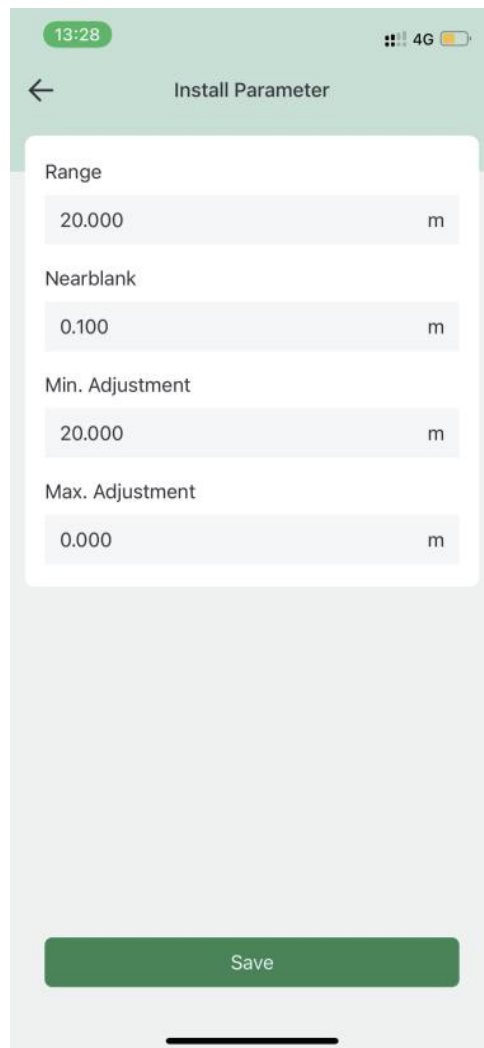 13:28
4G
Install Parameter
Range
20.000 m
Nearblank
0.100 m
Min. Adjustment
20.000 m
Max. Adjustment
0.000 m
Save